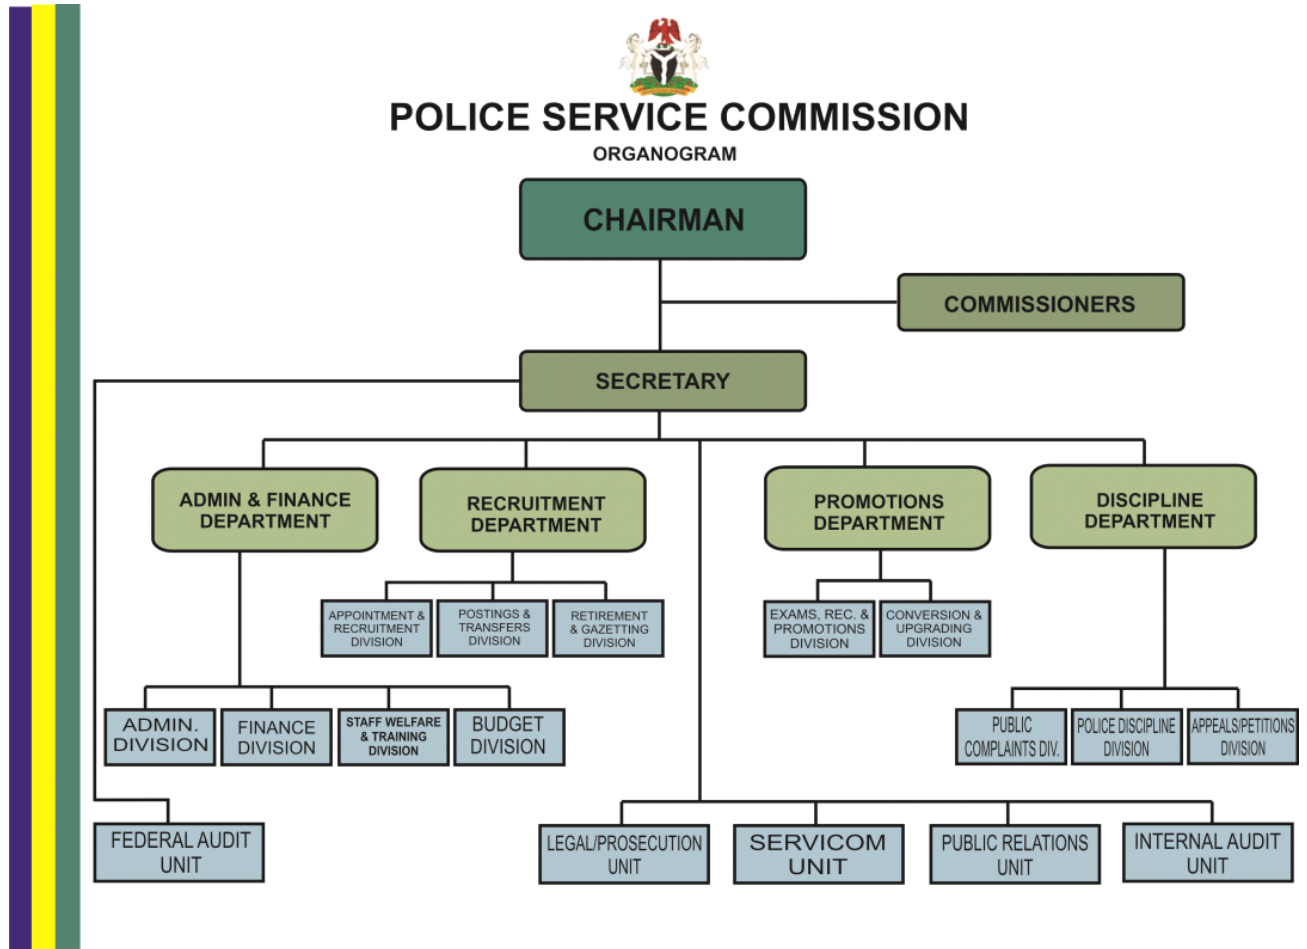 POLICE SERVICE COMMISSION
ORGANOGRAM
CHAIRMAN
COMMISSIONERS
SECRETARY
ADMIN & FINANCE
DEPARTMENT
RECRUITMENT
DEPARTMENT
PROMOTIONS
DEPARTMENT
DISCIPLINE
DEPARTMENT
APPOINTMENT &
RECRUITMENT
DIVISION
POSTINGS &
TRANSFERS
DIVISION
RETIREMENT
& GAZETTING
DIVISION
EXAMS, REC. &
PROMOTIONS
DIVISION
CONVERSION &
UPGRADING
DIVISION
ADMIN.
DIVISION
FINANCE
DIVISION
STAFF WELFARE
& TRAINING
DIVISION
BUDGET
DIVISION
PUBLIC
COMPLAINTS DIV.
POLICE DISCIPLINE
DIVISION
APPEALS/PETITIONS
DIVISION
FEDERAL AUDIT
UNIT
LEGAL/PROSECUTION
UNIT
SERVICOM
UNIT
PUBLIC RELATIONS
UNIT
INTERNAL AUDIT
UNIT